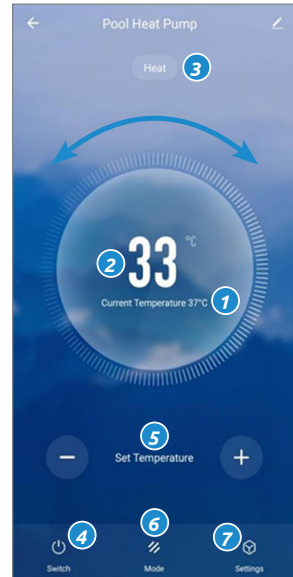 Pool Heat Pump
Heat 3
2 33 °C
Current Temperature 37°C 1
5
− Set Temperature +
4 6 7
Switch Mode Settings